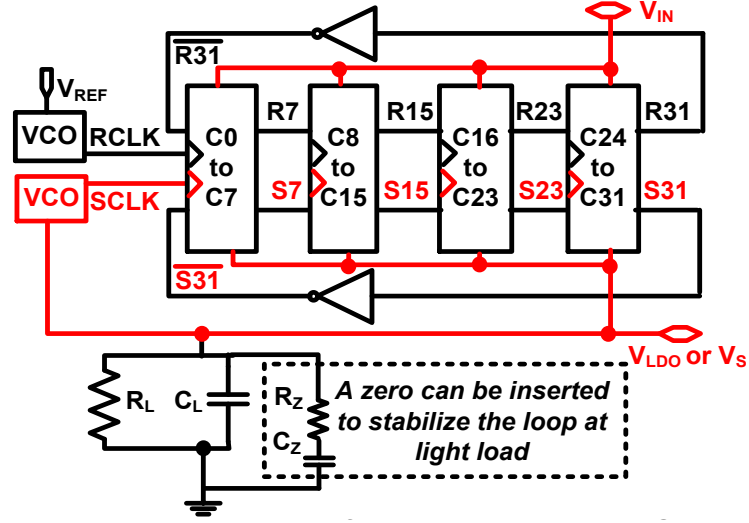 V_IN
R31
V_REF
VCO
RCLK
C0
to
C7
R7
C8
to
C15
R15
C16
to
C23
R23
C24
to
C31
R31
VCO
SCLK
S7
S15
S23
S31
S31
V_LDO or V_S
R_L
C_L
R_Z
C_Z
A zero can be inserted
to stabilize the loop at
light load